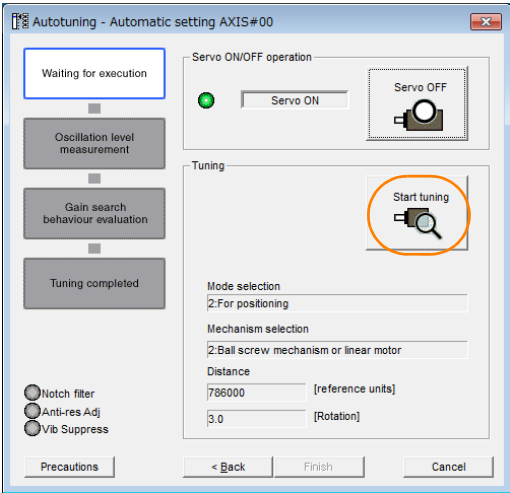 Autotuning - Automatic setting AXIS#00
Waiting for execution
Oscillation level
measurement
Gain search
behaviour evaluation
Tuning completed
Notch filter
Anti-res Adj
Vib Suppress
Servo ON/OFF operation
Servo ON
Servo OFF
Tuning
Start tuning
Mode selection
2:For positioning
Mechanism selection
2:Ball screw mechanism or linear motor
Distance
786000 [reference units]
3.0 [Rotation]
Precautions
< Back
Finish
Cancel